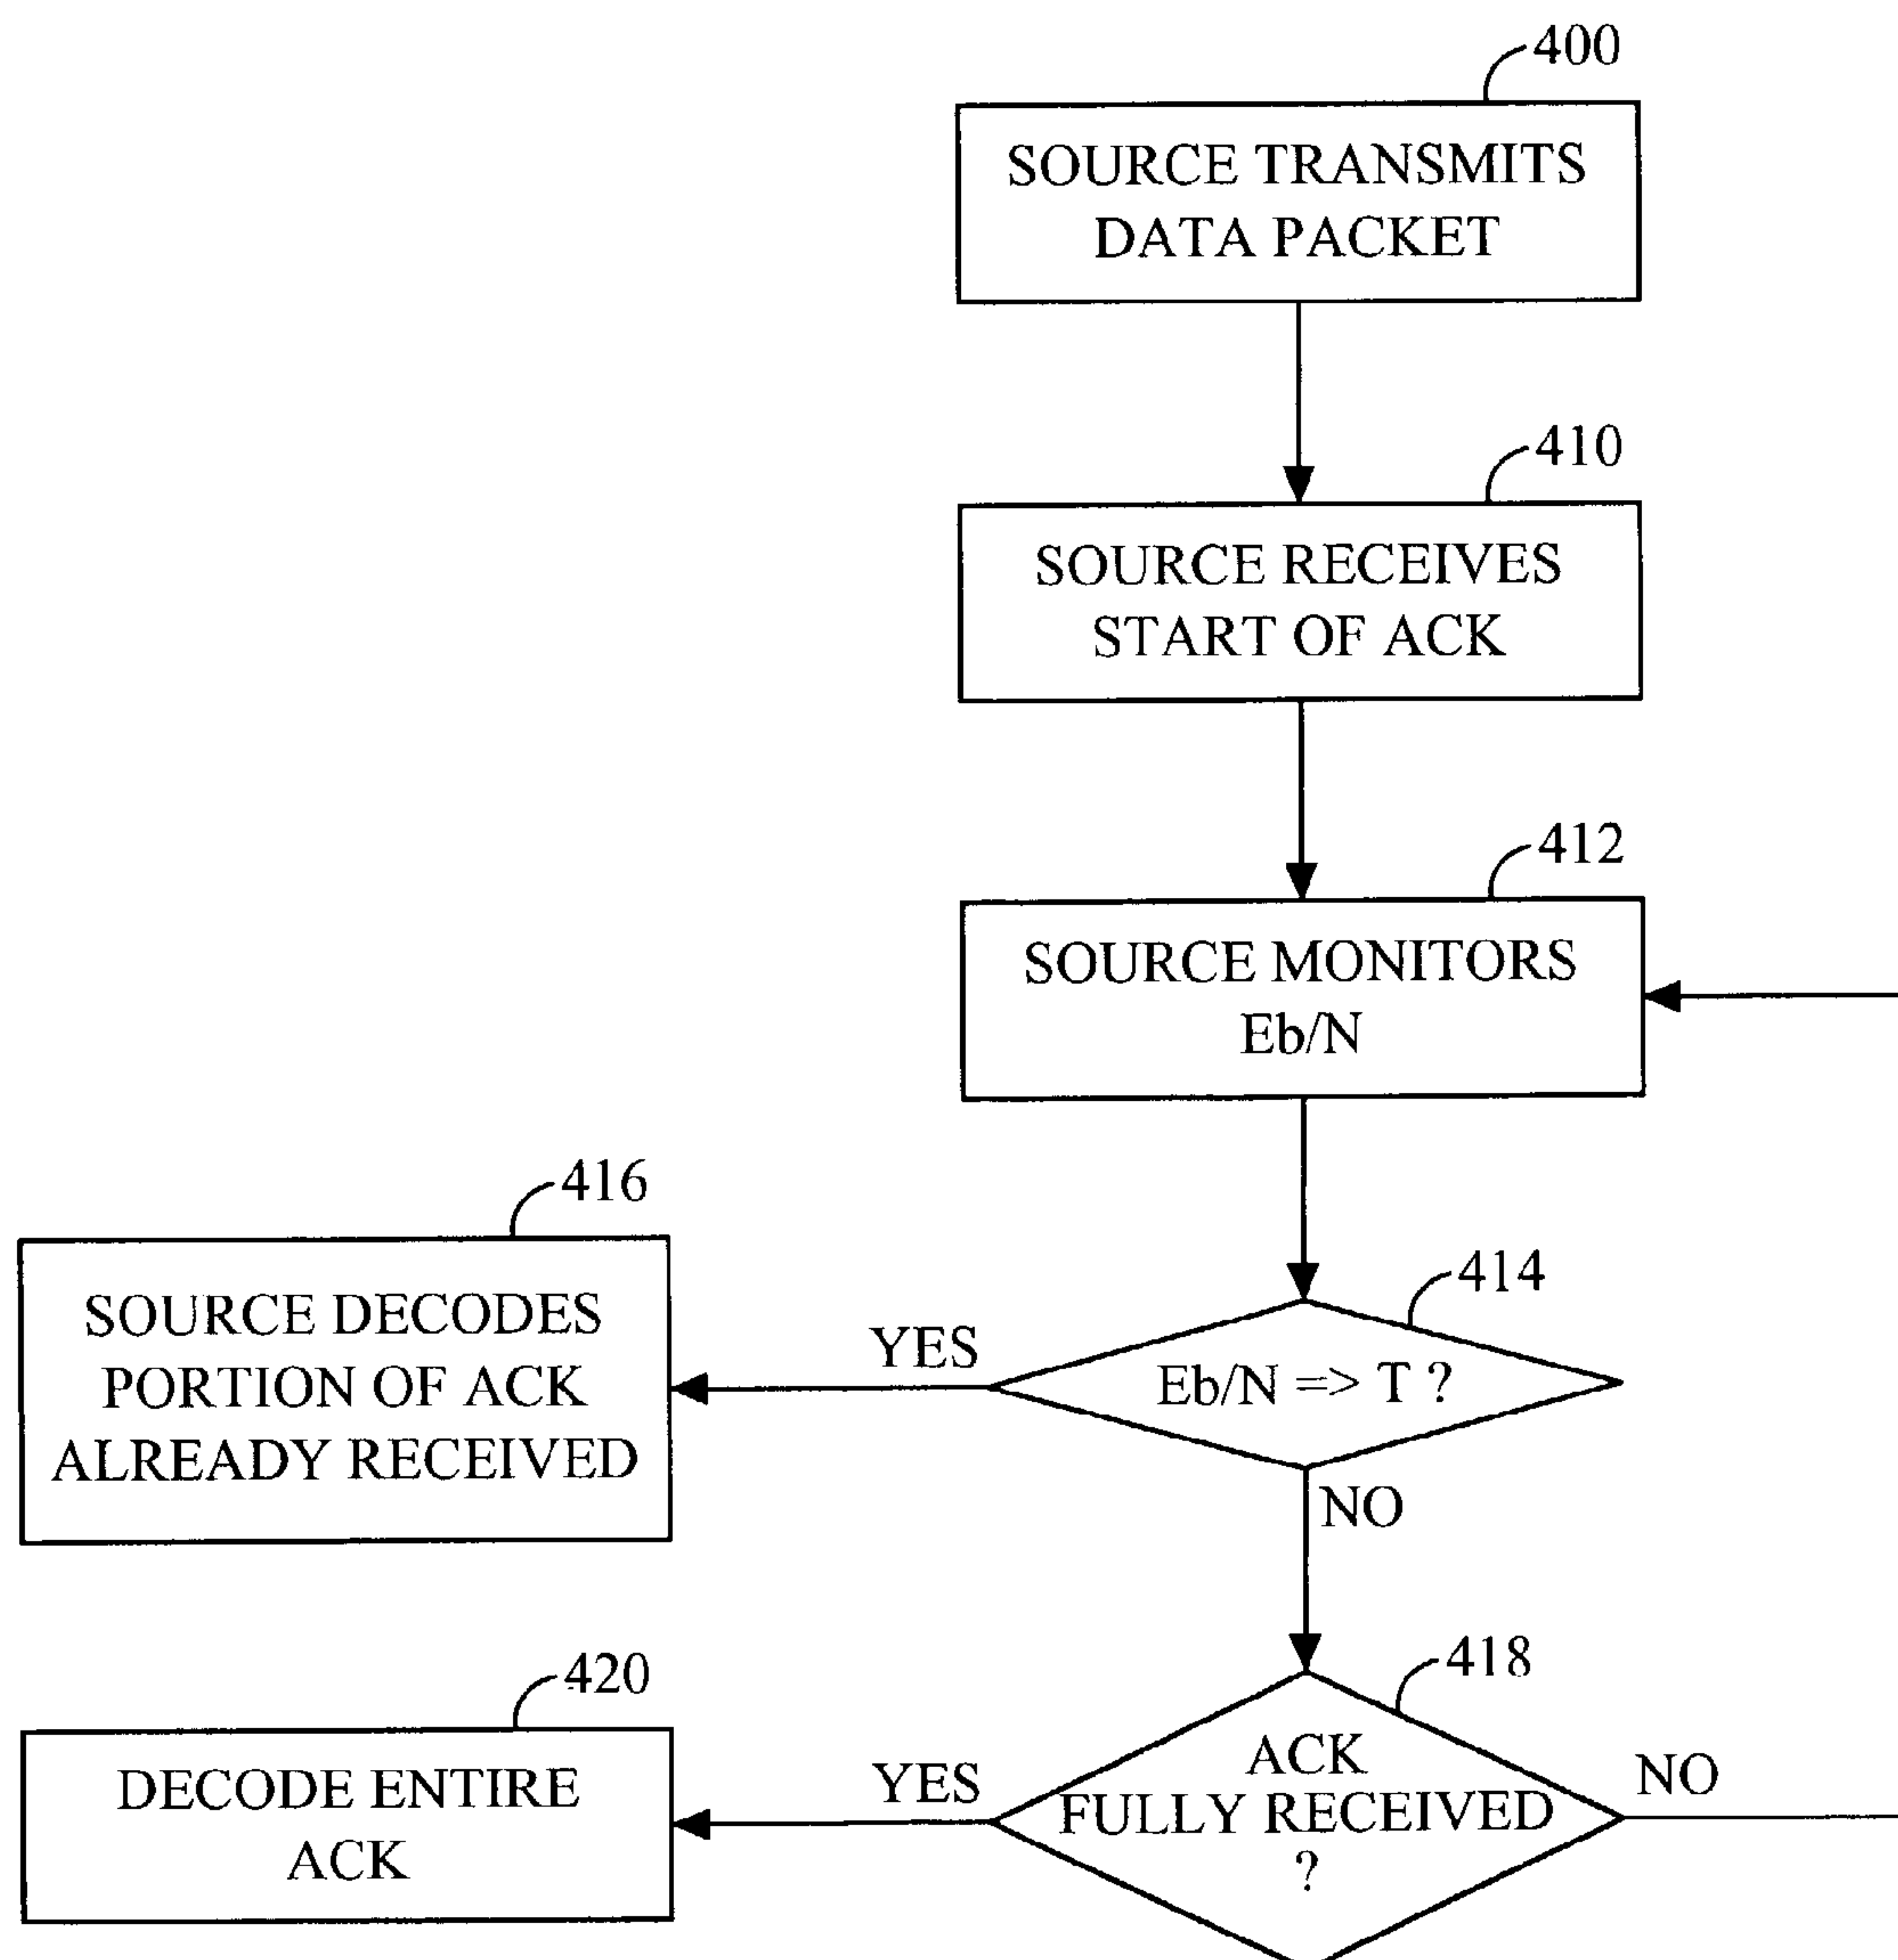 400
SOURCE TRANSMITS
DATA PACKET
410
SOURCE RECEIVES
START OF ACK
412
SOURCE MONITORS
Eb/N
416
SOURCE DECODES
PORTION OF ACK
ALREADY RECEIVED
YES
414
Eb/N => T ?
NO
420
DECODE ENTIRE
ACK
YES
418
ACK
FULLY RECEIVED
?
NO